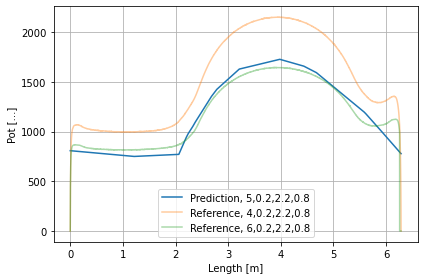 2000
1500
1000
500
0
Pot [...]
0 1 2 3 4 5 6
Length [m]
Prediction, 5,0.2,2.2,0.8
Reference, 4,0.2,2.2,0.8
Reference, 6,0.2,2.2,0.8